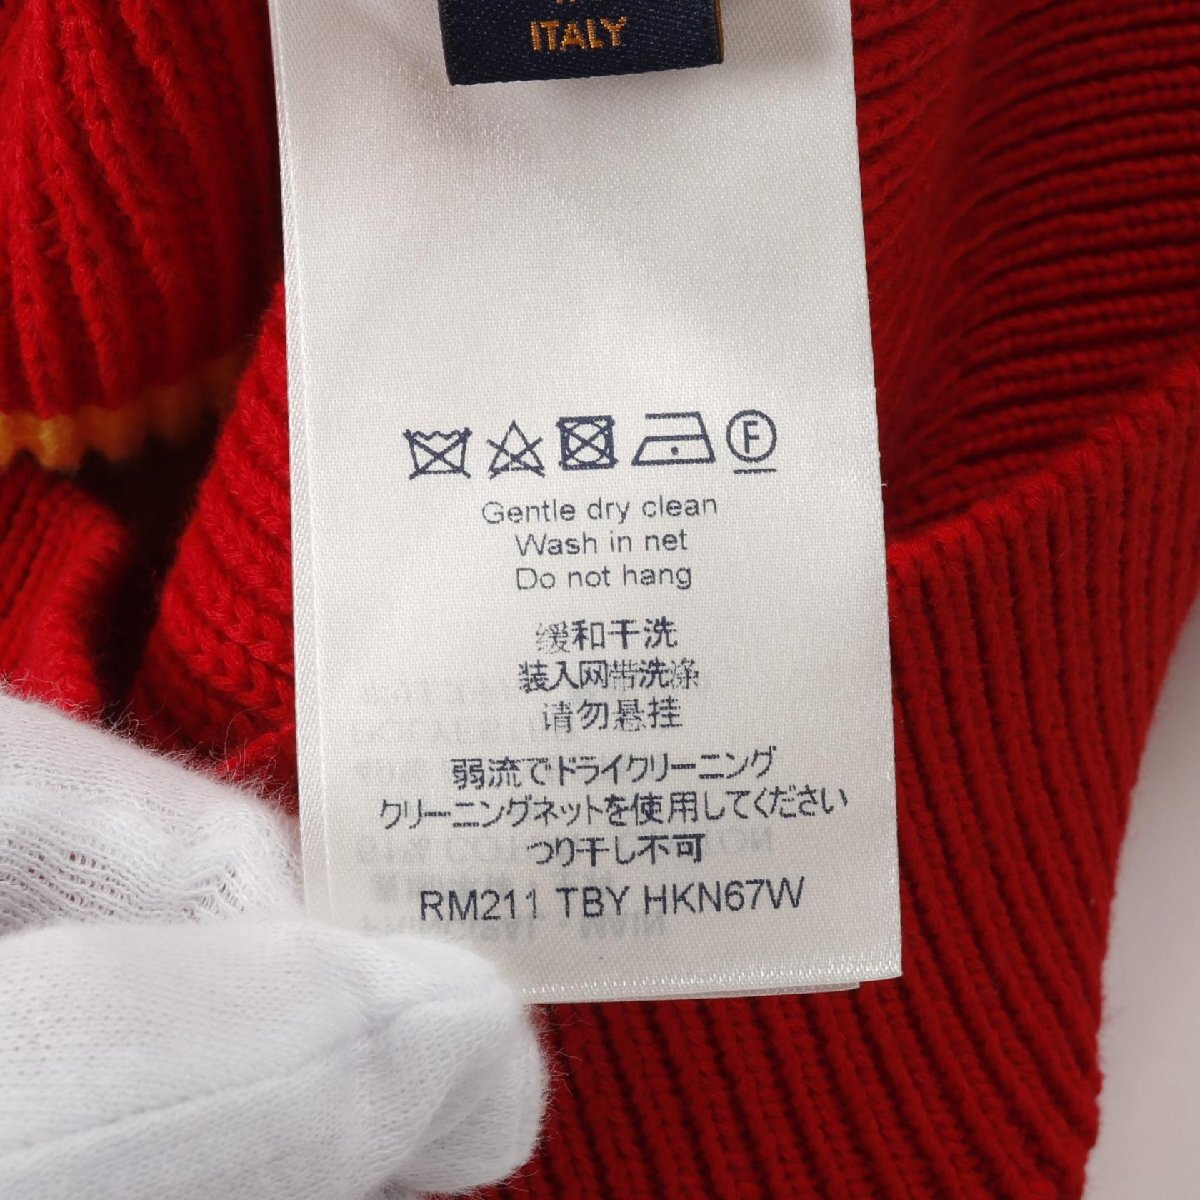 ITALY
F
Gentle dry clean
Wash in net
Do not hang
缓和干洗
装入网带洗涤
请勿悬挂
弱流でドライクリーニング
クリーニングネットを使用してください
つり干し不可
RM211 TBY HKN67W